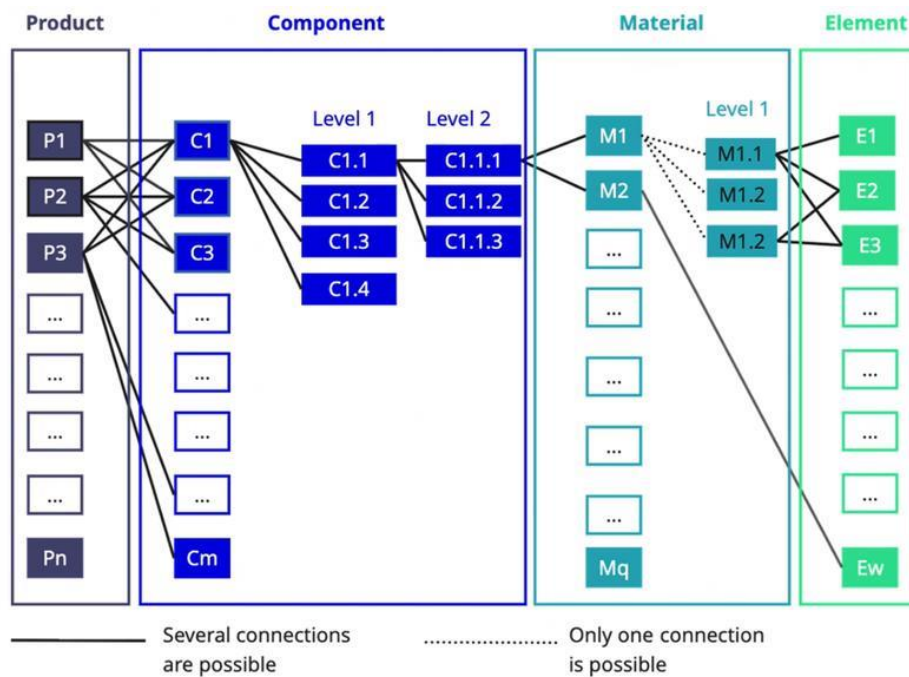 Product
Component
Material
Element
Level 1
Level 2
Level 1
P1
C1
C1.1
C1.1.1
M1
M1.1
E1
P2
C2
C1.2
C1.1.2
M2
M1.2
E2
P3
C3
C1.3
C1.1.3
...
M1.2
E3
...
...
C1.4
...
...
...
...
...
...
...
...
...
...
...
...
...
...
Pn
Cm
Mq
Ew
Several connections
are possible
Only one connection
is possible